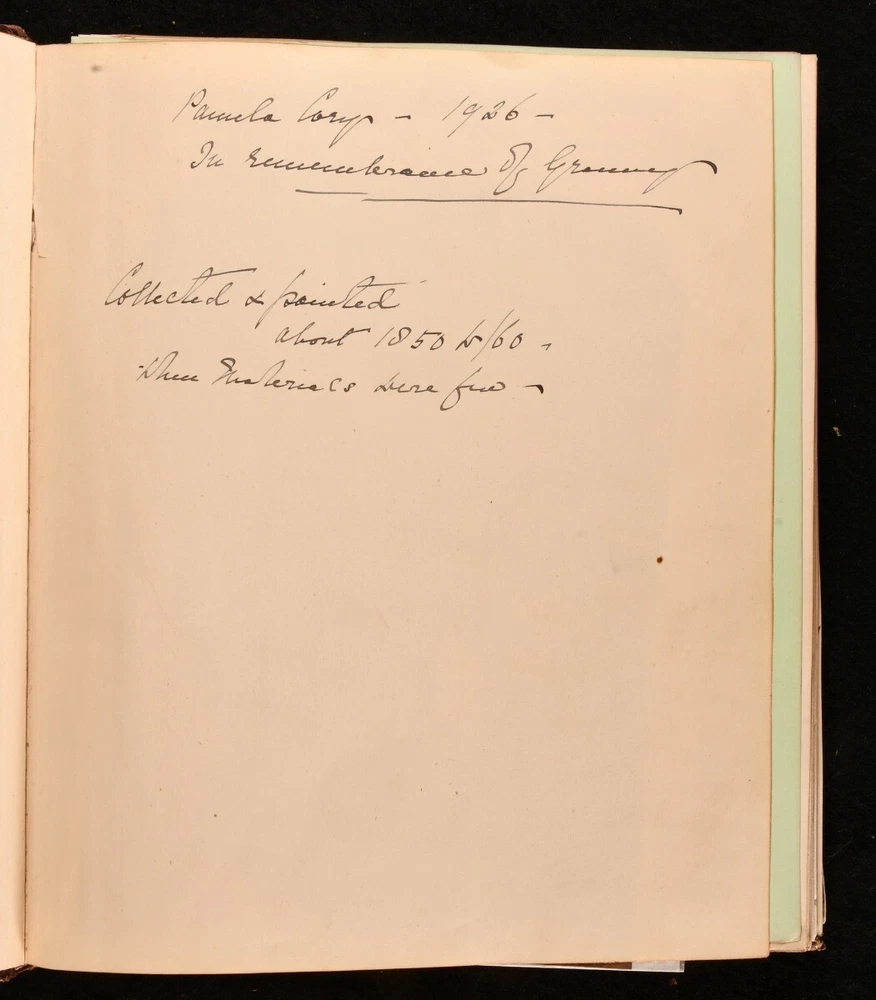 Pamela Cory - 1926 -
In remembrance of Granny
Collected & painted
about 1850 to/60 -
When Materials were few -